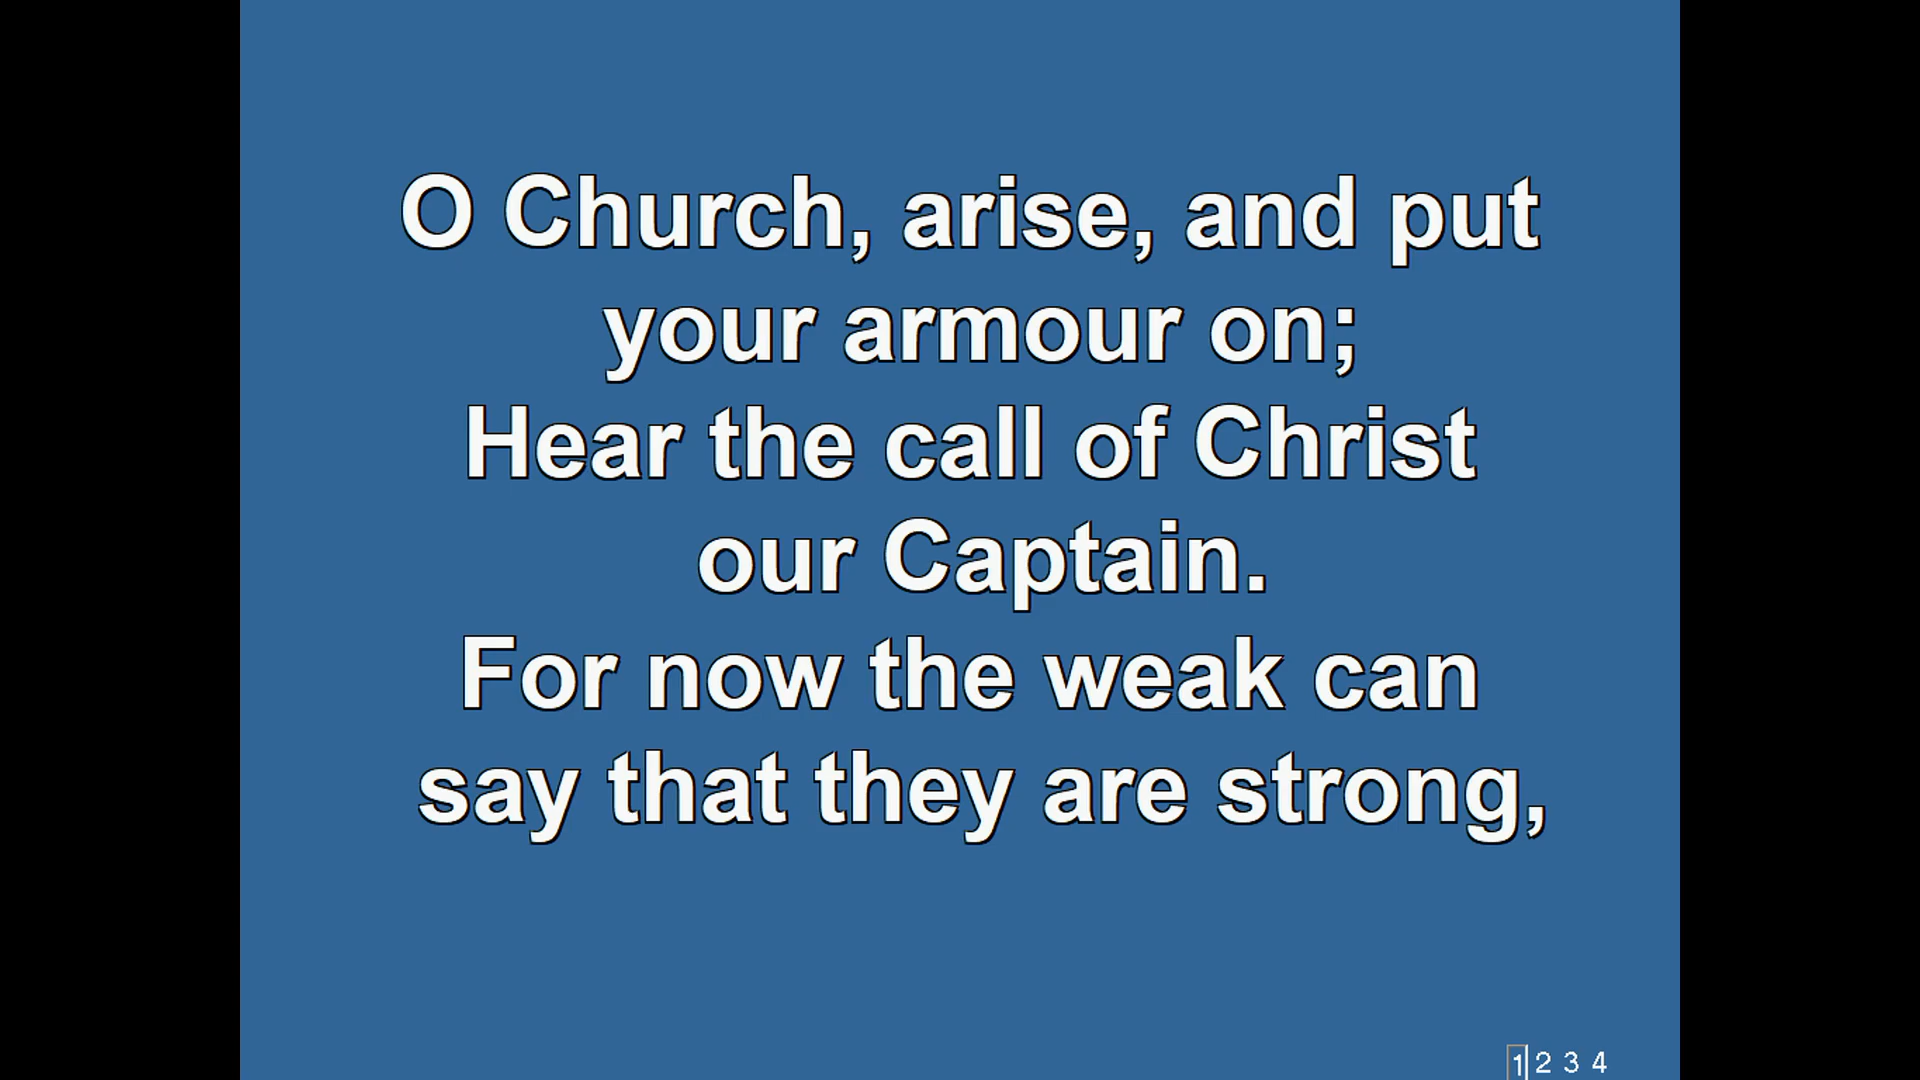 O Church, arise, and put
your armour on;
Hear the call of Christ
our Captain.
For now the weak can
say that they are strong,
1 2 3 4